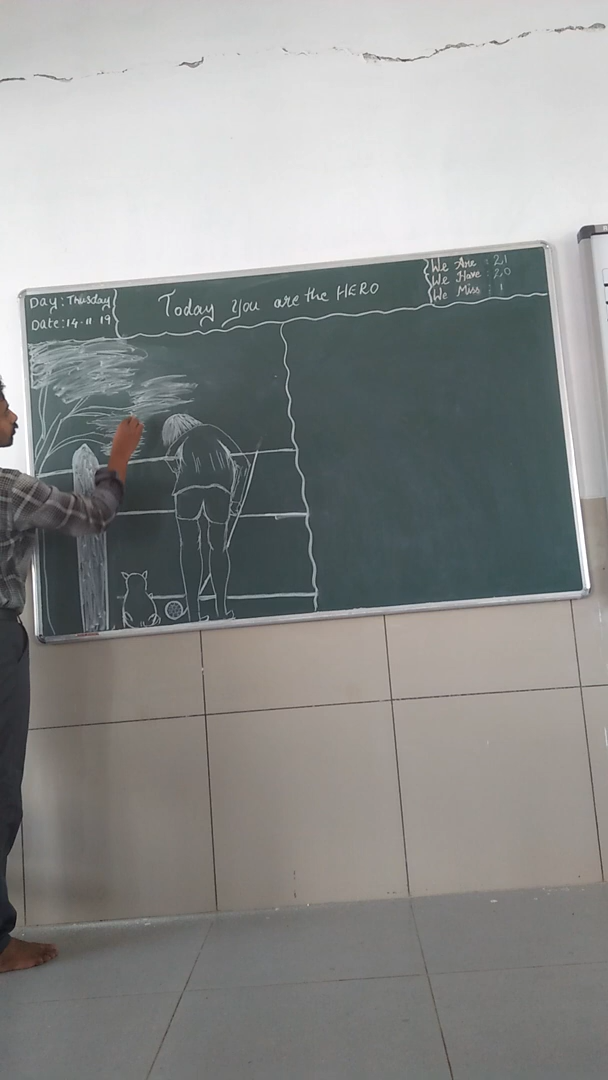 Day: Thusday
Date: 14-11 19
Today you are the HERO
We Are : 21
We Have : 20
We Miss : 1